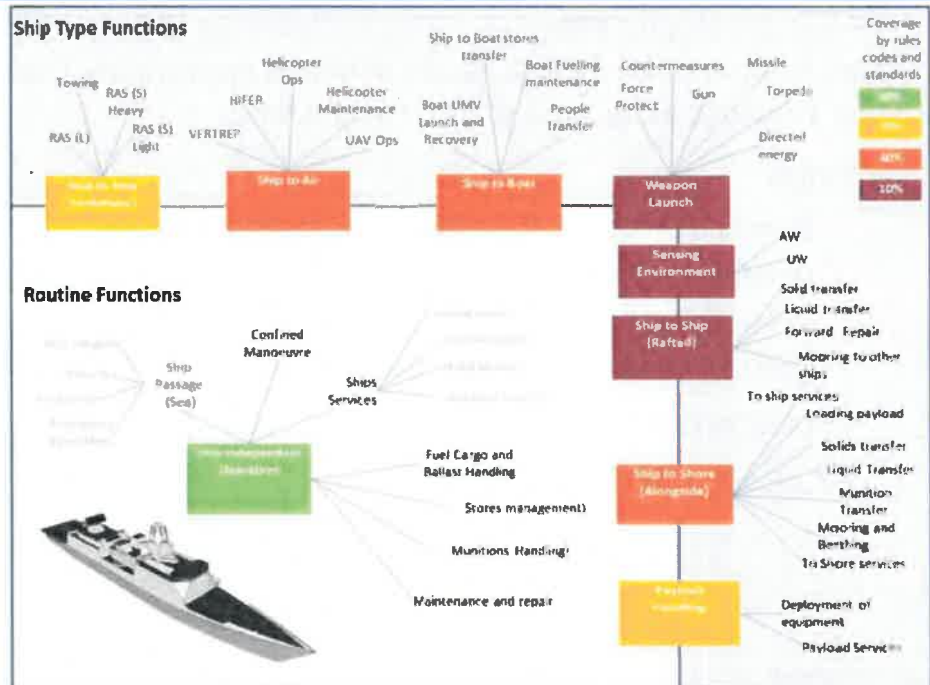 Ship Type Functions
Coverage
by rules
codes and
standards
10%
Towing
RAS (S)
Heavy
RAS (L)
RAS (S)
Light
HIFER
Helicopter
Ops
Helicopter
Maintenance
VERTREP
UAV Ops
Ship to Boat stores
transfer
Boat Fuelling
maintenance
Boat UMV
Launch and
Recovery
People
Transfer
Countermeasures
Missile
Force
Protect
Gun
Torpedo
Directed
energy
Ship to Air
Ship to Boat
Weapon
Launch
Sensing
Environment
AW
UW
Ship to Ship
(Rafted)
Solid transfer
Liquid transfer
Forward Repair
Mooring to other
ships
Routine Functions
Confined
Manoeuvre
Ship
Passage
(Sea)
Ships
Services
Fuel Cargo and
Ballast Handling
Stores management)
Munitions Handling)
Maintenance and repair
Ship to Shore
(Alongside)
To ship services
Loading payload
Solids transfer
Liquid Transfer
Munition
Transfer
Mooring and
Berthing
To Shore services
Deployment of
equipment
Payload Services